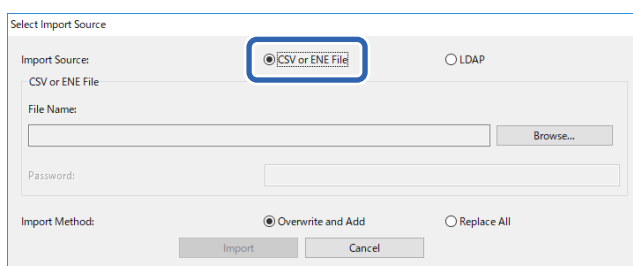 Select Import Source
Import Source: CSV or ENE File LDAP
CSV or ENE File
File Name:
Browse...
Password:
Import Method: Overwrite and Add Replace All
Import Cancel